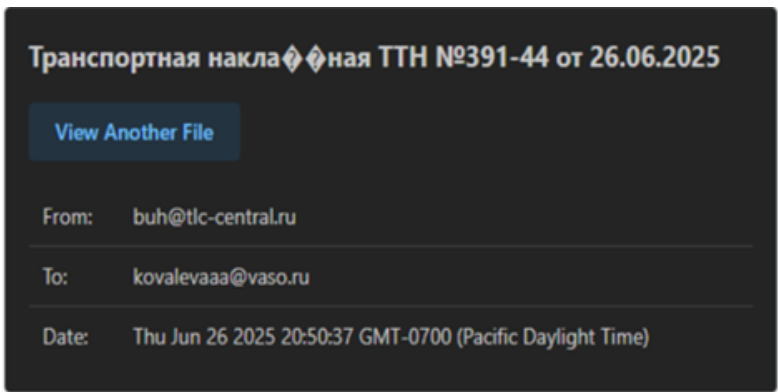 Транспортная накла��ная ТТН №391-44 от 26.06.2025
View Another File
From: buh@tlc-central.ru
To: kovalevaaa@vaso.ru
Date: Thu Jun 26 2025 20:50:37 GMT-0700 (Pacific Daylight Time)